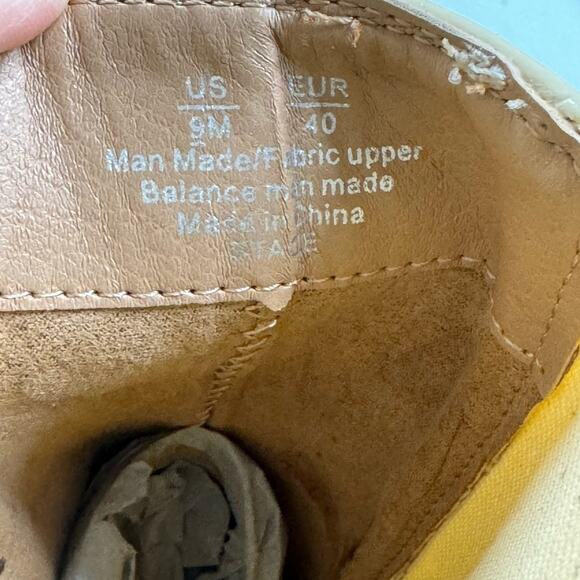 US EUR
9M 40
Man Made/Fabric upper
Balance man made
Made in China